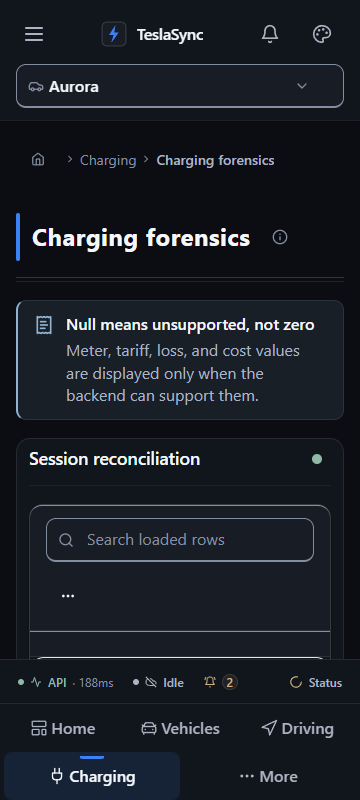 TeslaSync
Aurora
Charging
Charging forensics
Charging forensics
Null means unsupported, not zero
Meter, tariff, loss, and cost values
are displayed only when the
backend can support them.
Session reconciliation
Search loaded rows
...
API · 188ms
Idle
2
Status
Home
Vehicles
Driving
Charging
More